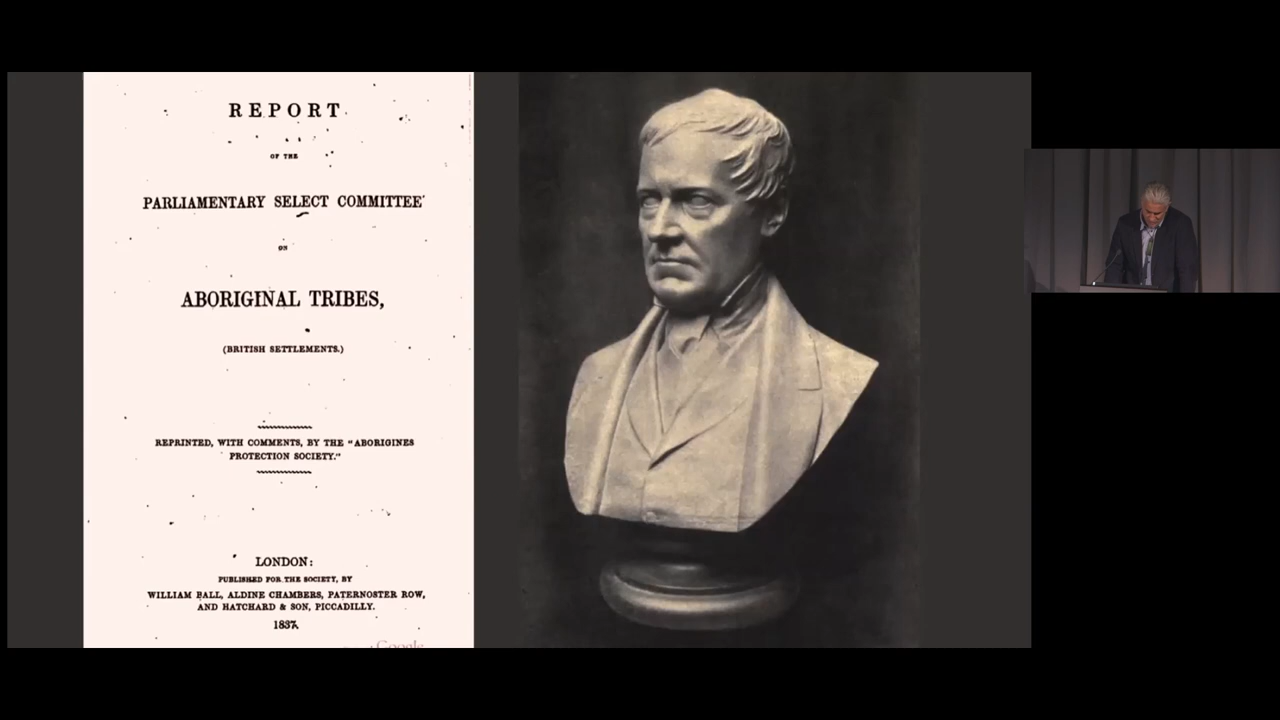 REPORT
OF THE
PARLIAMENTARY SELECT COMMITTEE
ON
ABORIGINAL TRIBES,
(BRITISH SETTLEMENTS.)
REPRINTED, WITH COMMENTS, BY THE "ABORIGINES
PROTECTION SOCIETY."
LONDON:
PUBLISHED FOR THE SOCIETY, BY
WILLIAM BALL, ALDINE CHAMBERS, PATERNOSTER ROW,
AND HATCHARD & SON, PICCADILLY.
1837.
Google